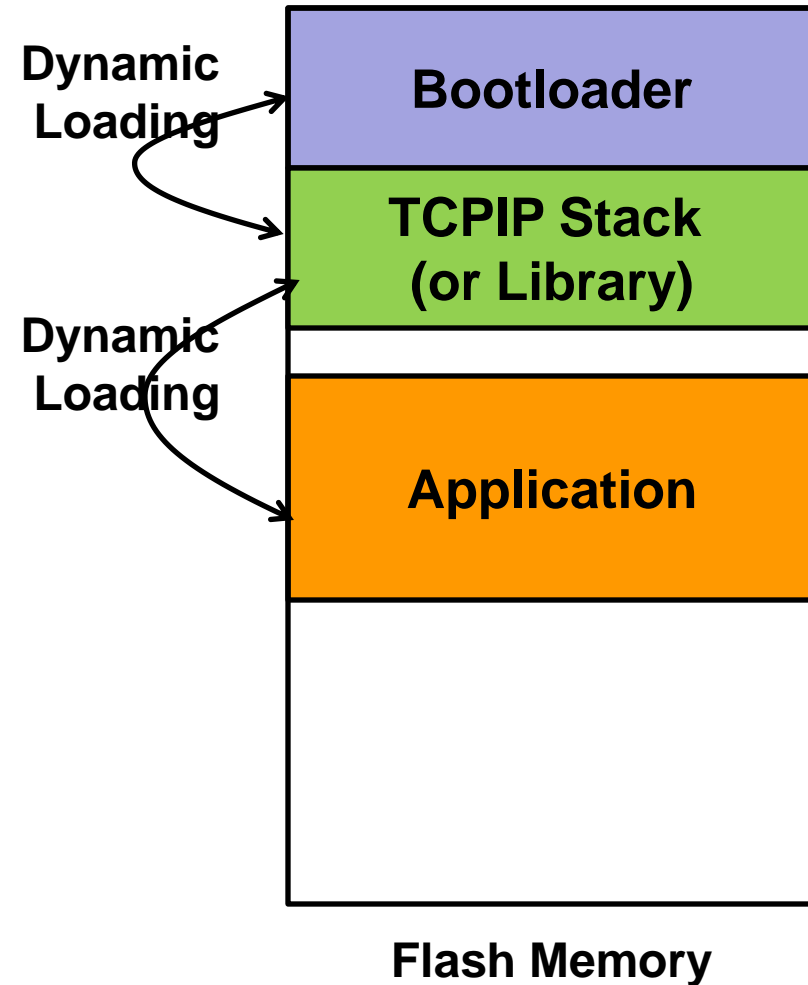 Dynamic
Loading
Bootloader
TCPIP Stack
(or Library)
Dynamic
Loading
Application
Flash Memory